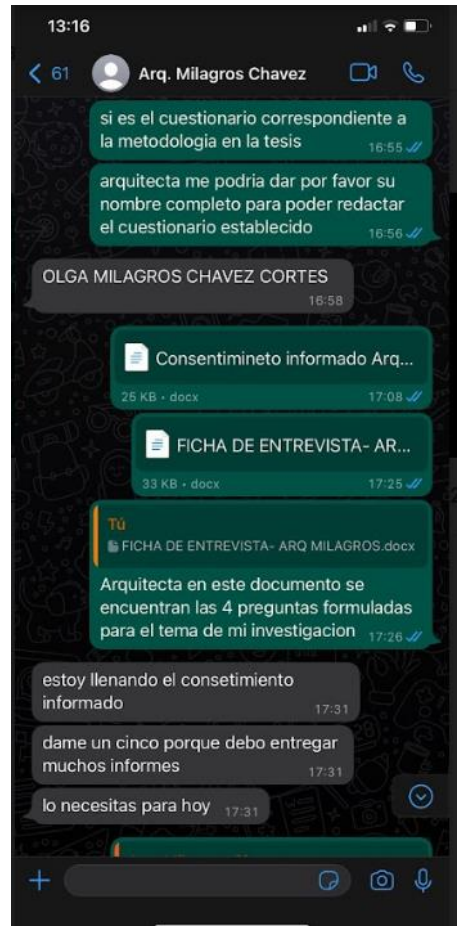 13:16
61
Arq. Milagros Chavez
si es el cuestionario correspondiente a
la metodologia en la tesis
16:55
arquitecta me podria dar por favor su
nombre completo para poder redactar
el cuestionario establecido
16:56
OLGA MILAGROS CHAVEZ CORTES
16:58
Consentimineto informado Arq...
25 KB • docx
17:08
FICHA DE ENTREVISTA- AR...
33 KB • docx
17:25
Tú
FICHA DE ENTREVISTA- ARQ MILAGROS.docx
Arquitecta en este documento se
encuentran las 4 preguntas formuladas
para el tema de mi investigacion
17:26
estoy llenando el consetimiento
informado
17:31
dame un cinco porque debo entregar
muchos informes
17:31
lo necesitas para hoy
17:31